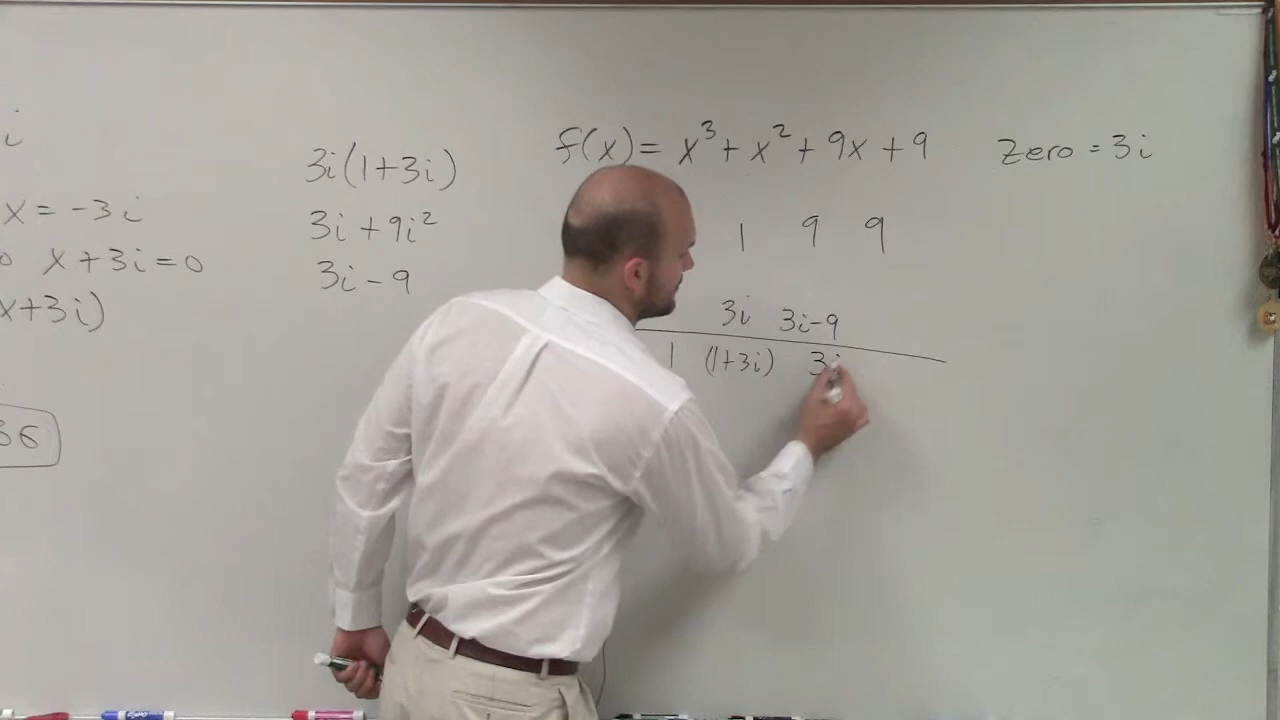 i
x = -3i
x+3i=0
x+3i)
36
3i(1+3i)
3i+9i²
3i-9
f(x)= x³+x²+9x+9 zero=3i
1 9 9
3i 3i-9
1 (1+3i) 3i